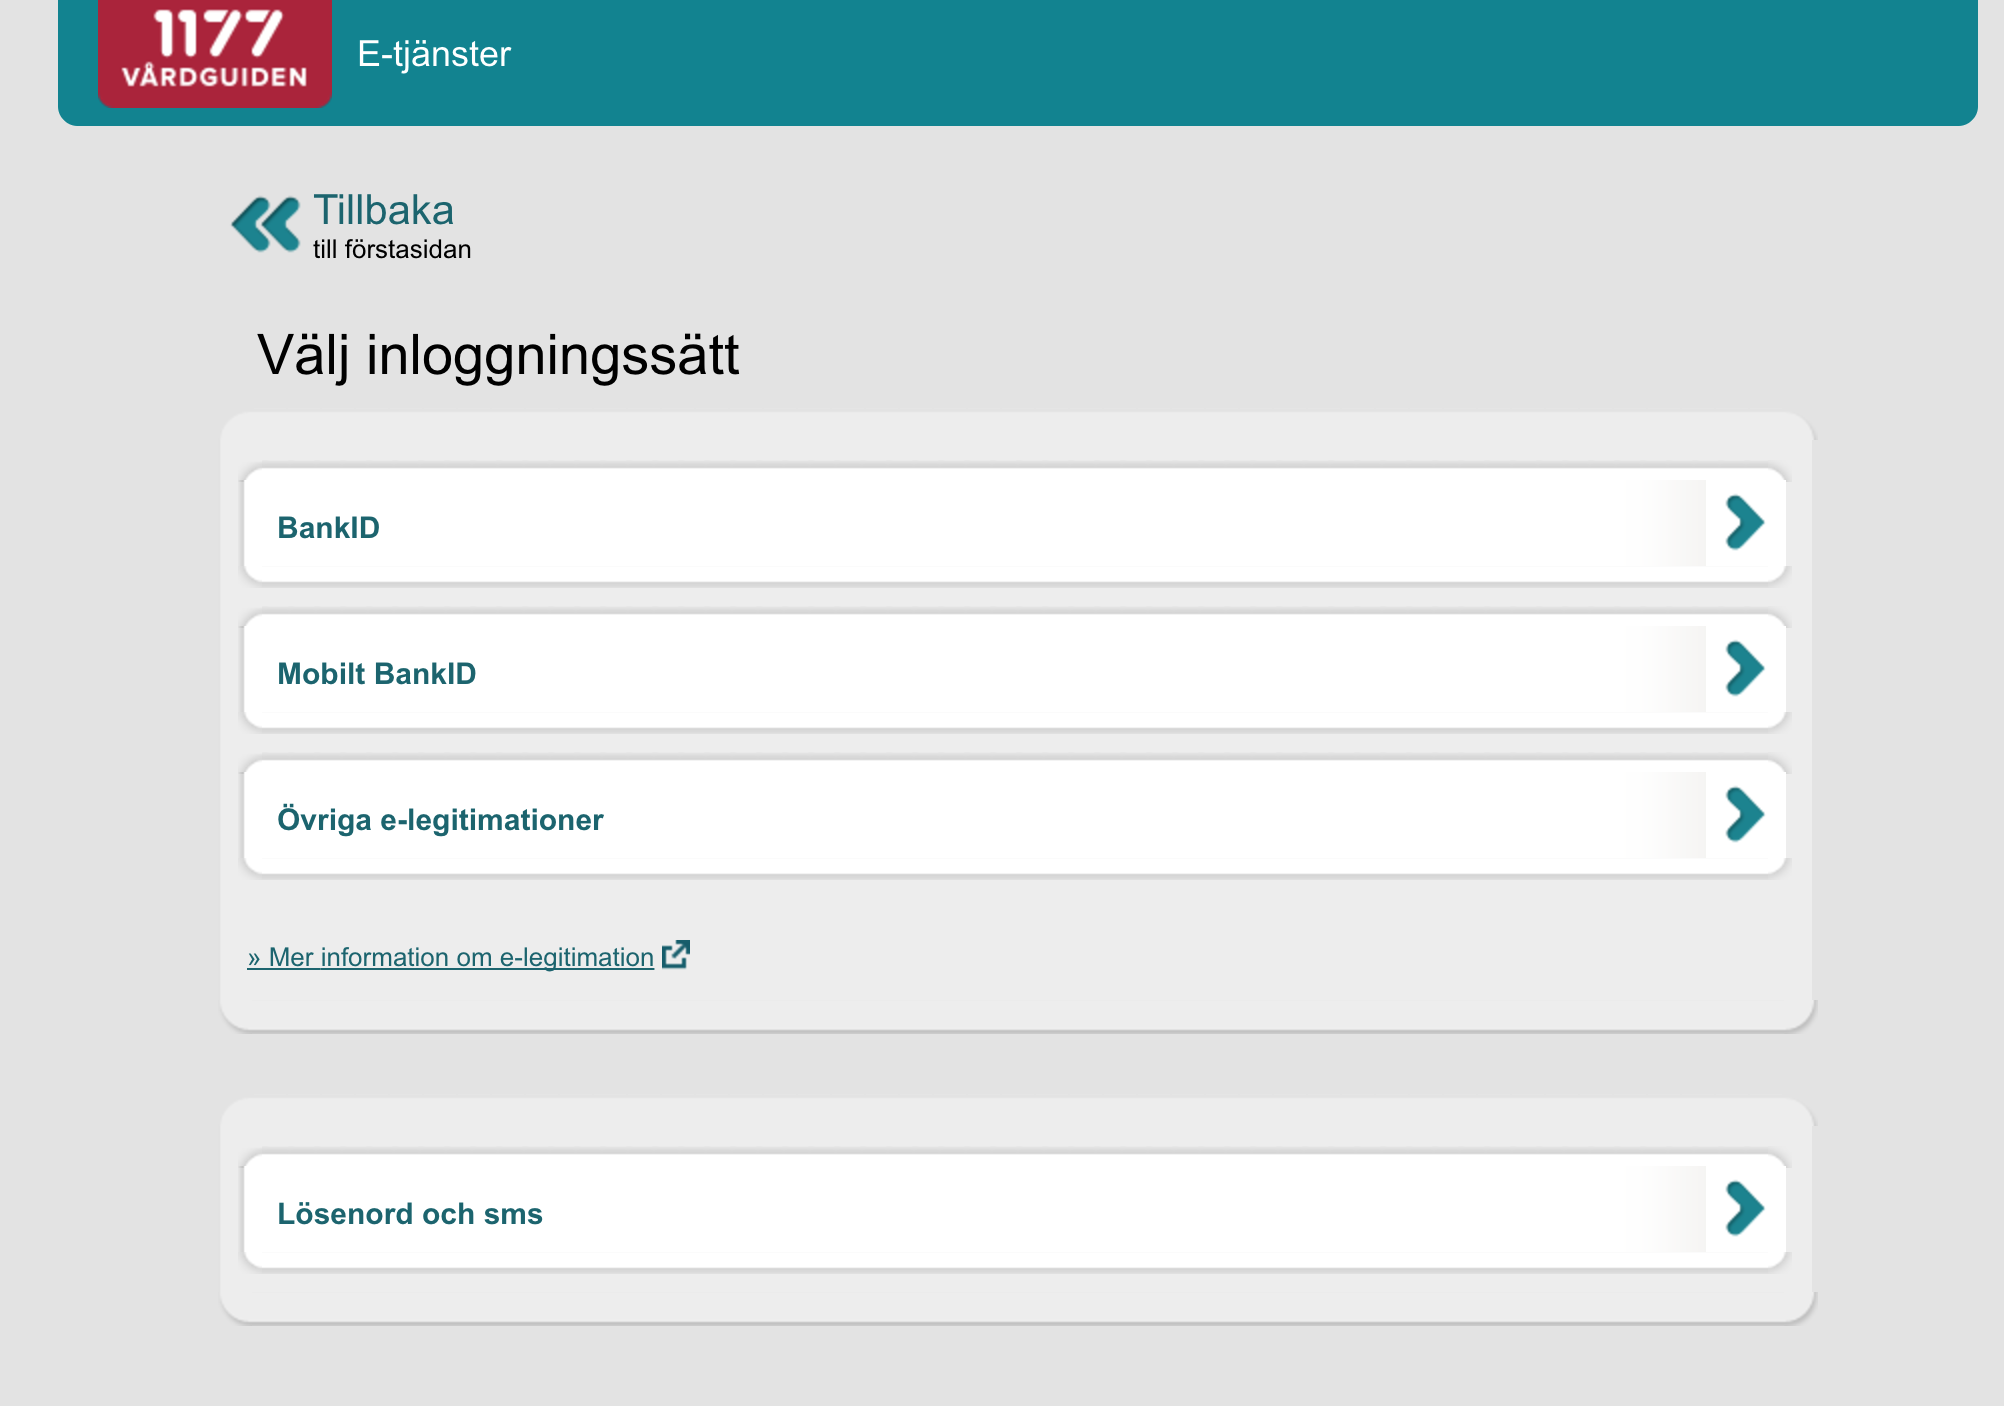 1177
VÅRDGUIDEN
E-tjänster
Tillbaka
till förstasidan
Välj inloggningssätt
BankID
Mobilt BankID
Övriga e-legitimationer
» Mer information om e-legitimation
Lösenord och sms